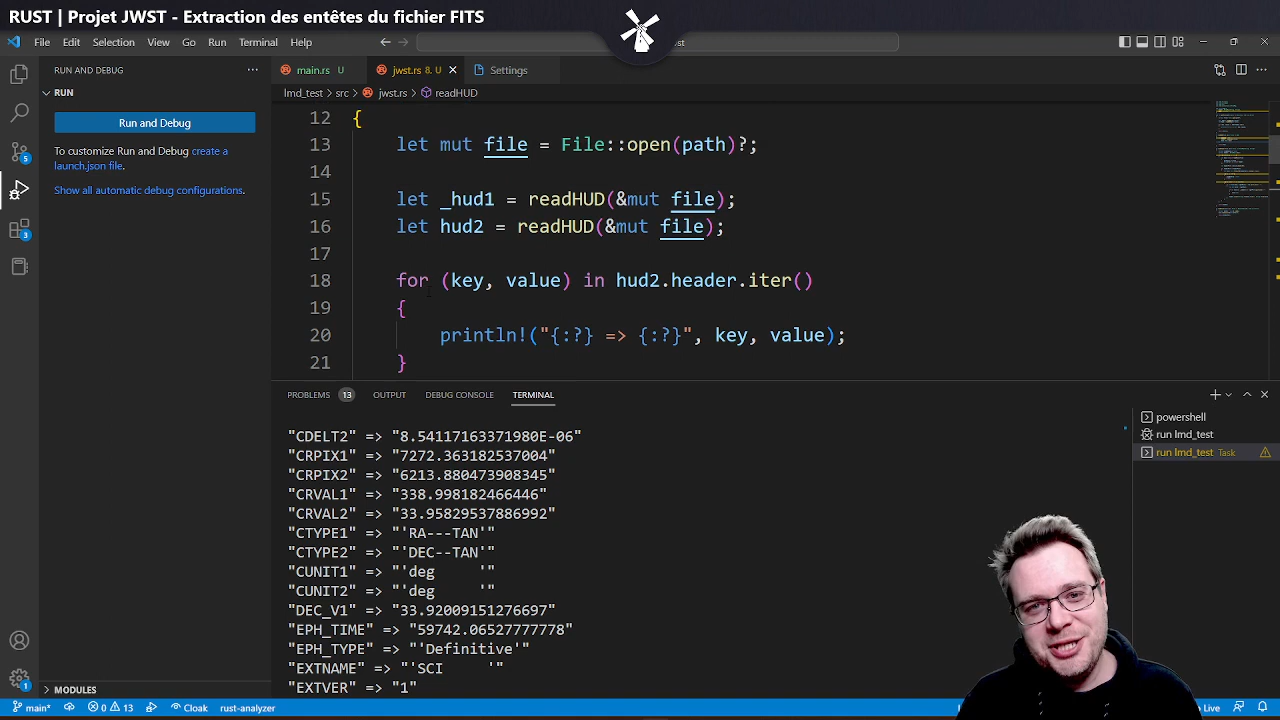 RUST | Projet JWST - Extraction des entêtes du fichier FITS
File Edit Selection View Go Run Terminal Help
st
RUN AND DEBUG
main.rs U
jwst.rs 8, U
Settings
RUN
lmd_test > src > jwst.rs > readHUD
Run and Debug
To customize Run and Debug create a
launch.json file.
Show all automatic debug configurations.
12 {
13 let mut file = File::open(path)?;
14
15 let _hud1 = readHUD(&mut file);
16 let hud2 = readHUD(&mut file);
17
18 for (key, value) in hud2.header.iter()
19 {
20 println!("{:?} => {:?}", key, value);
21 }
5
3
1
PROBLEMS 13 OUTPUT DEBUG CONSOLE TERMINAL
powershell
run lmd_test
run lmd_test Task
"CDELT2" => "8.54117163371980E-06"
"CRPIX1" => "7272.363182537004"
"CRPIX2" => "6213.880473908345"
"CRVAL1" => "338.998182466446"
"CRVAL2" => "33.95829537886992"
"CTYPE1" => "'RA---TAN'"
"CTYPE2" => "'DEC--TAN'"
"CUNIT1" => "'deg     '"
"CUNIT2" => "'deg     '"
"DEC_V1" => "33.92009151276697"
"EPH_TIME" => "59742.06527777778"
"EPH_TYPE" => "'Definitive'"
"EXTNAME" => "'SCI     '"
"EXTVER" => "1"
MODULES
main* 0 13 Cloak rust-analyzer
Live